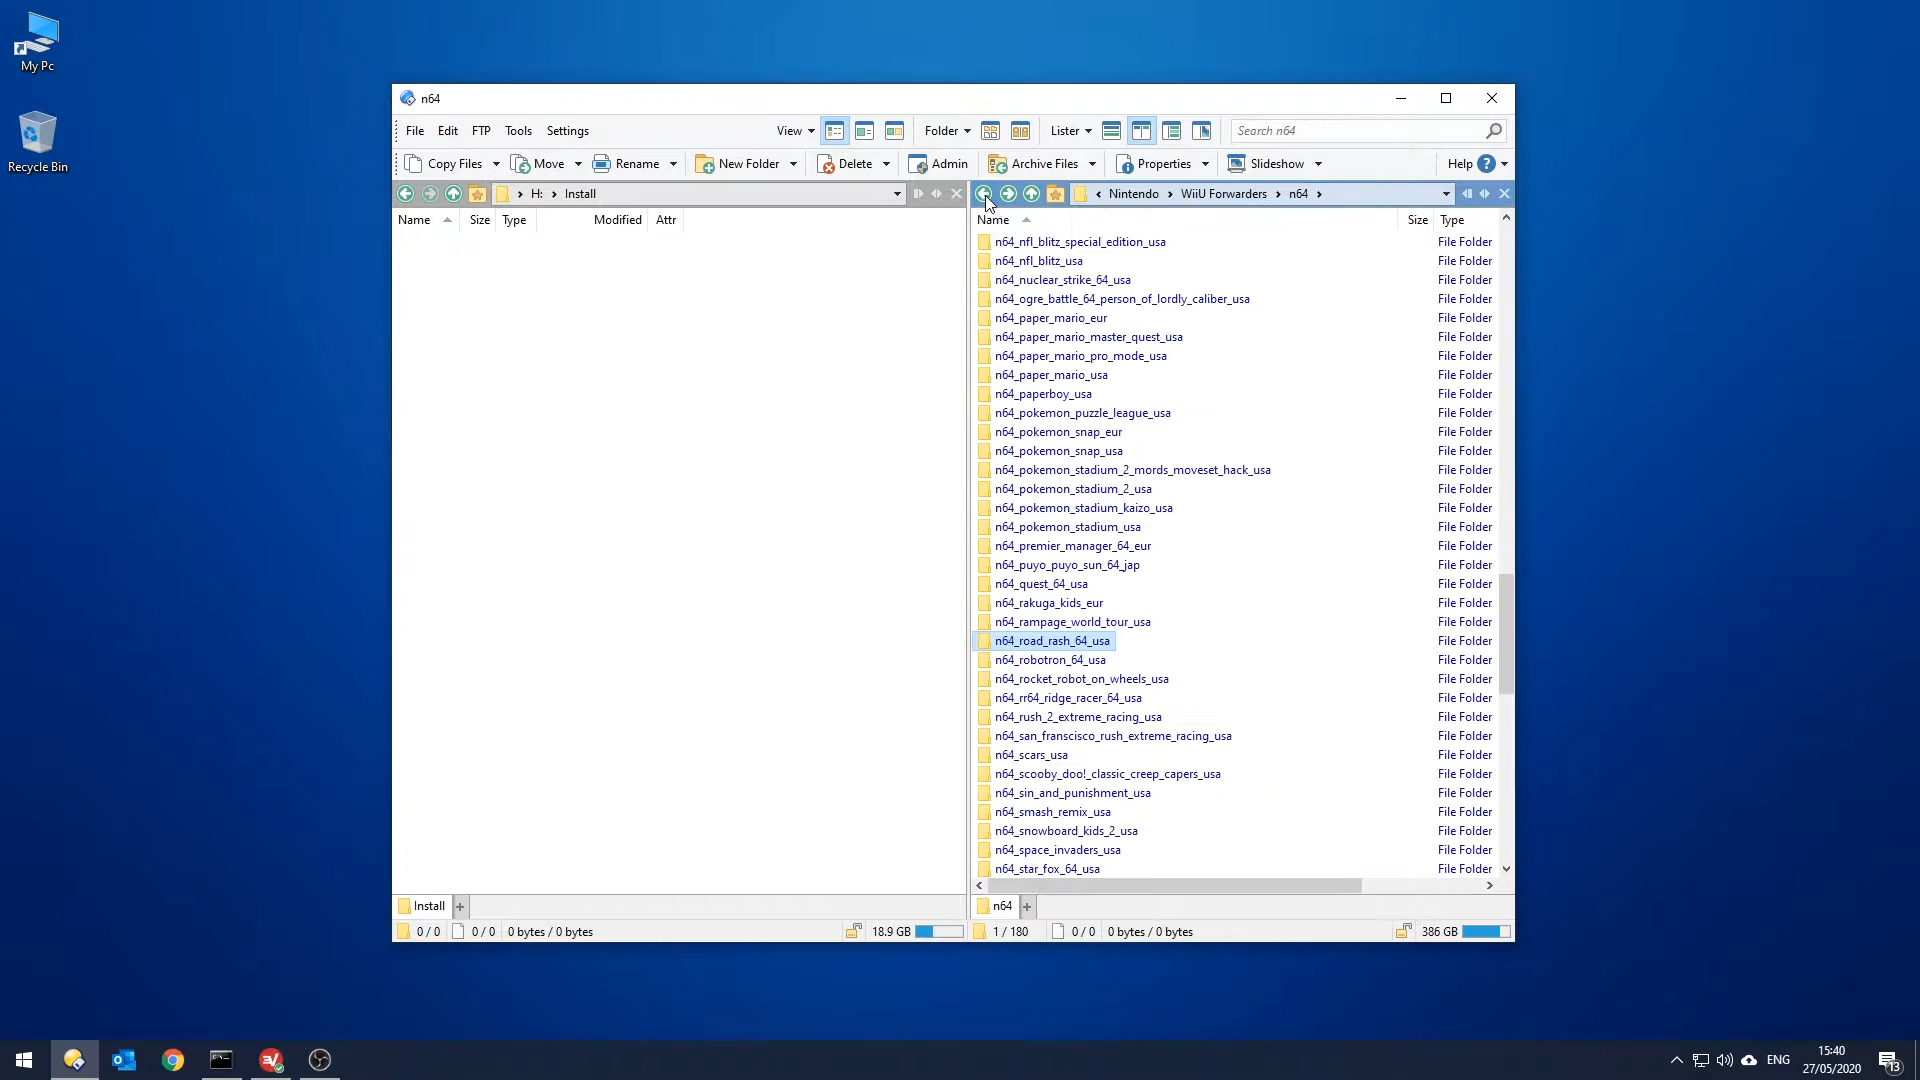 My Pc
Recycle Bin
n64
File Edit FTP Tools Settings View Folder Lister Search n64
Copy Files Move Rename New Folder Delete Admin Archive Files Properties Slideshow Help
H: Install
Nintendo WiiU Forwarders n64
Name Size Type Modified Attr
Name Size Type
n64_nfl_blitz_special_edition_usa File Folder
n64_nfl_blitz_usa File Folder
n64_nuclear_strike_64_usa File Folder
n64_ogre_battle_64_person_of_lordly_caliber_usa File Folder
n64_paper_mario_eur File Folder
n64_paper_mario_master_quest_usa File Folder
n64_paper_mario_pro_mode_usa File Folder
n64_paper_mario_usa File Folder
n64_paperboy_usa File Folder
n64_pokemon_puzzle_league_usa File Folder
n64_pokemon_snap_eur File Folder
n64_pokemon_snap_usa File Folder
n64_pokemon_stadium_2_mords_moveset_hack_usa File Folder
n64_pokemon_stadium_2_usa File Folder
n64_pokemon_stadium_kaizo_usa File Folder
n64_pokemon_stadium_usa File Folder
n64_premier_manager_64_eur File Folder
n64_puyo_puyo_sun_64_jap File Folder
n64_quest_64_usa File Folder
n64_rakuga_kids_eur File Folder
n64_rampage_world_tour_usa File Folder
n64_road_rash_64_usa File Folder
n64_robotron_64_usa File Folder
n64_rocket_robot_on_wheels_usa File Folder
n64_rr64_ridge_racer_64_usa File Folder
n64_rush_2_extreme_racing_usa File Folder
n64_san_franscisco_rush_extreme_racing_usa File Folder
n64_scars_usa File Folder
n64_scooby_doo!_classic_creep_capers_usa File Folder
n64_sin_and_punishment_usa File Folder
n64_smash_remix_usa File Folder
n64_snowboard_kids_2_usa File Folder
n64_space_invaders_usa File Folder
n64_star_fox_64_usa File Folder
Install
n64
0 / 0 0 / 0 0 bytes / 0 bytes 18.9 GB
1 / 180 0 / 0 0 bytes / 0 bytes 386 GB
ENG
15:40
27/05/2020
13